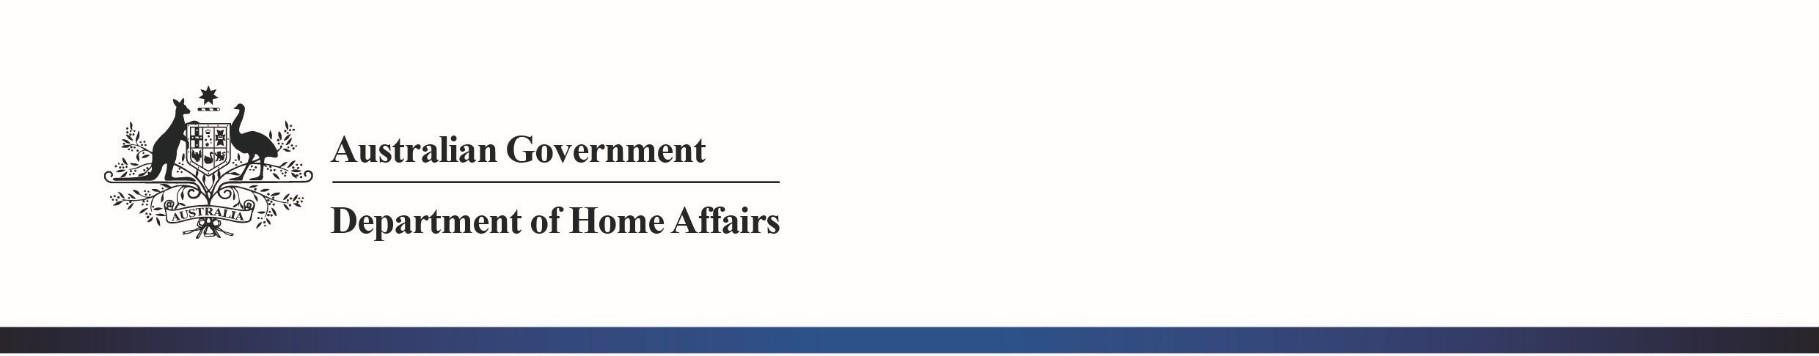 Australian Government
Department of Home Affairs
AUSTRALIA